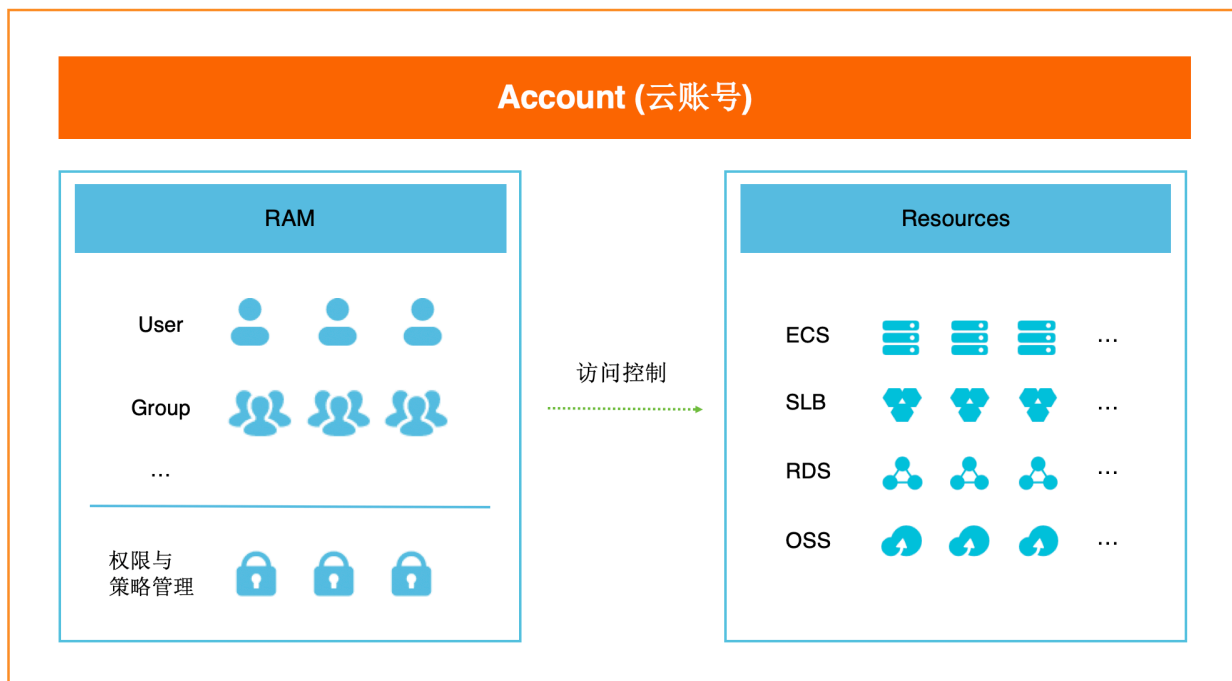 Account (云账号)
RAM
User
Group
...
权限与
策略管理
访问控制
Resources
ECS
...
SLB
...
RDS
...
OSS
...